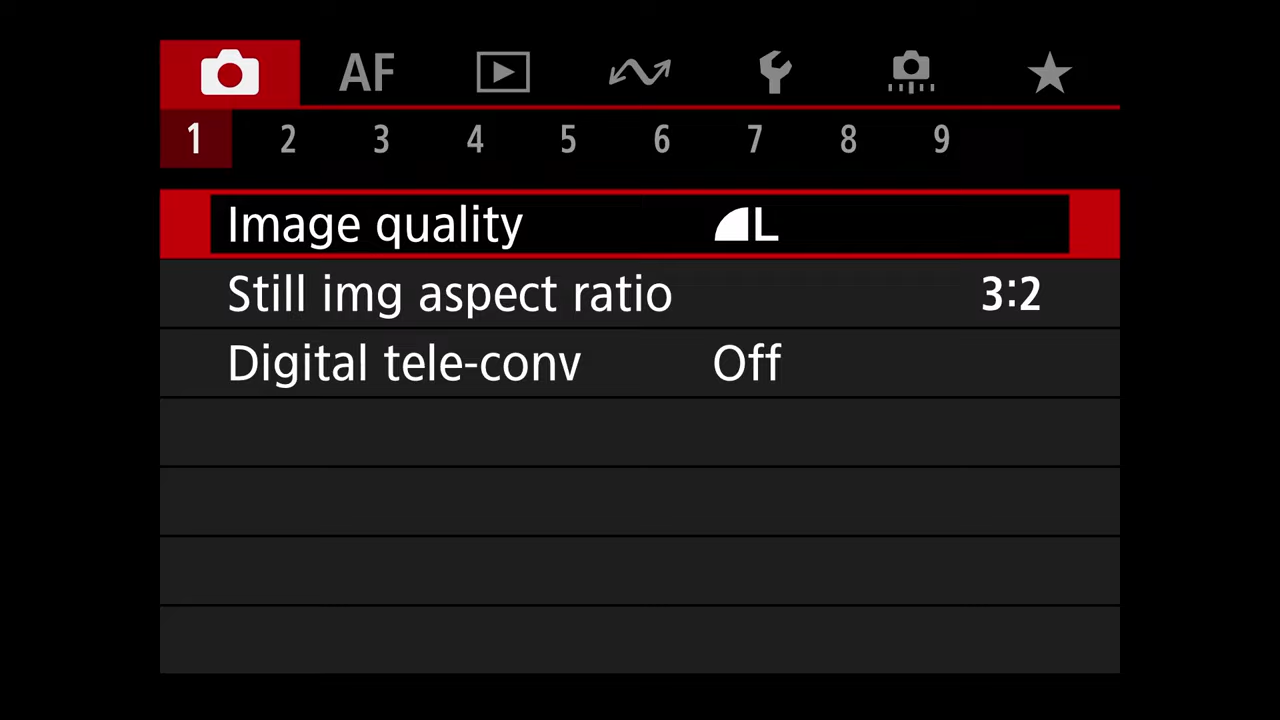 AF
1 2 3 4 5 6 7 8 9
Image quality L
Still img aspect ratio 3:2
Digital tele-conv Off